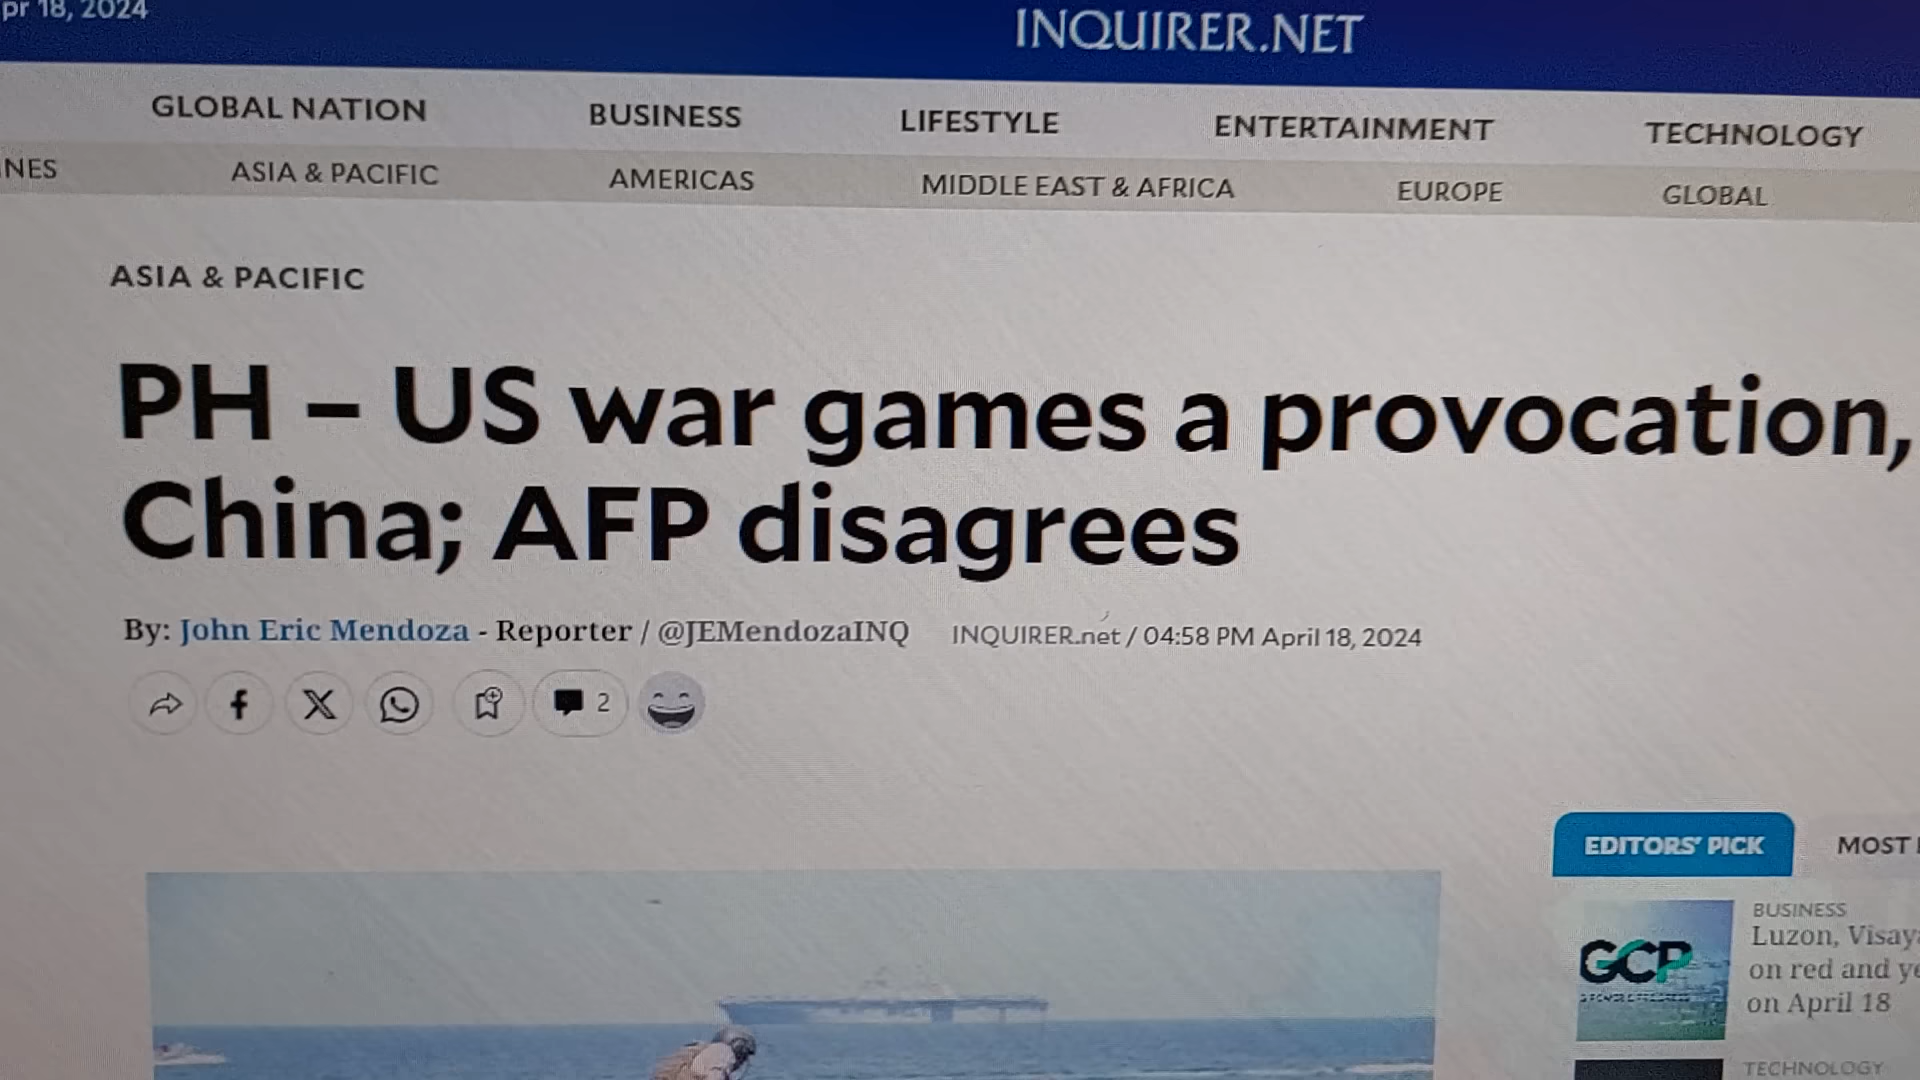 pr 18, 2024
INQUIRER.NET
GLOBAL NATION BUSINESS LIFESTYLE ENTERTAINMENT TECHNOLOGY
NES ASIA & PACIFIC AMERICAS MIDDLE EAST & AFRICA EUROPE GLOBAL
ASIA & PACIFIC
PH – US war games a provocation,
China; AFP disagrees
By: John Eric Mendoza - Reporter / @JEMendozaINQ INQUIRER.net / 04:58 PM April 18, 2024
2
EDITORS' PICK MOST
BUSINESS
Luzon, Visay
on red and ye
on April 18
GCP
TECHNOLOGY